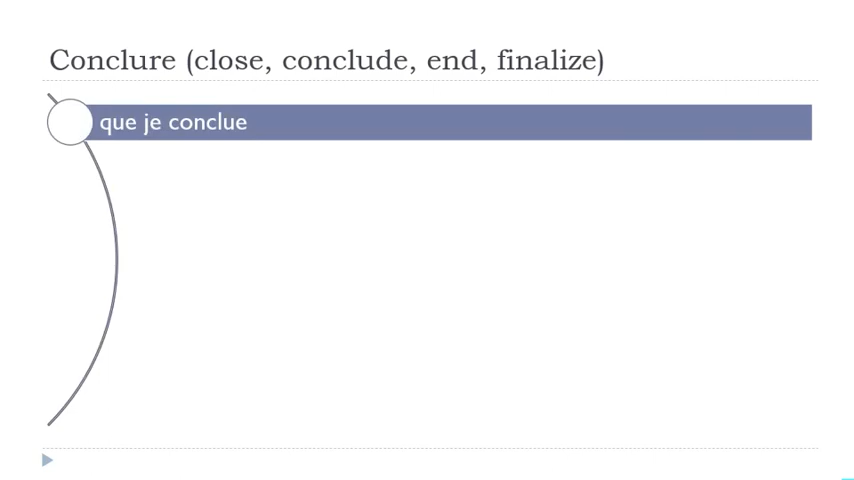 Conclure (close, conclude, end, finalize)
que je conclue